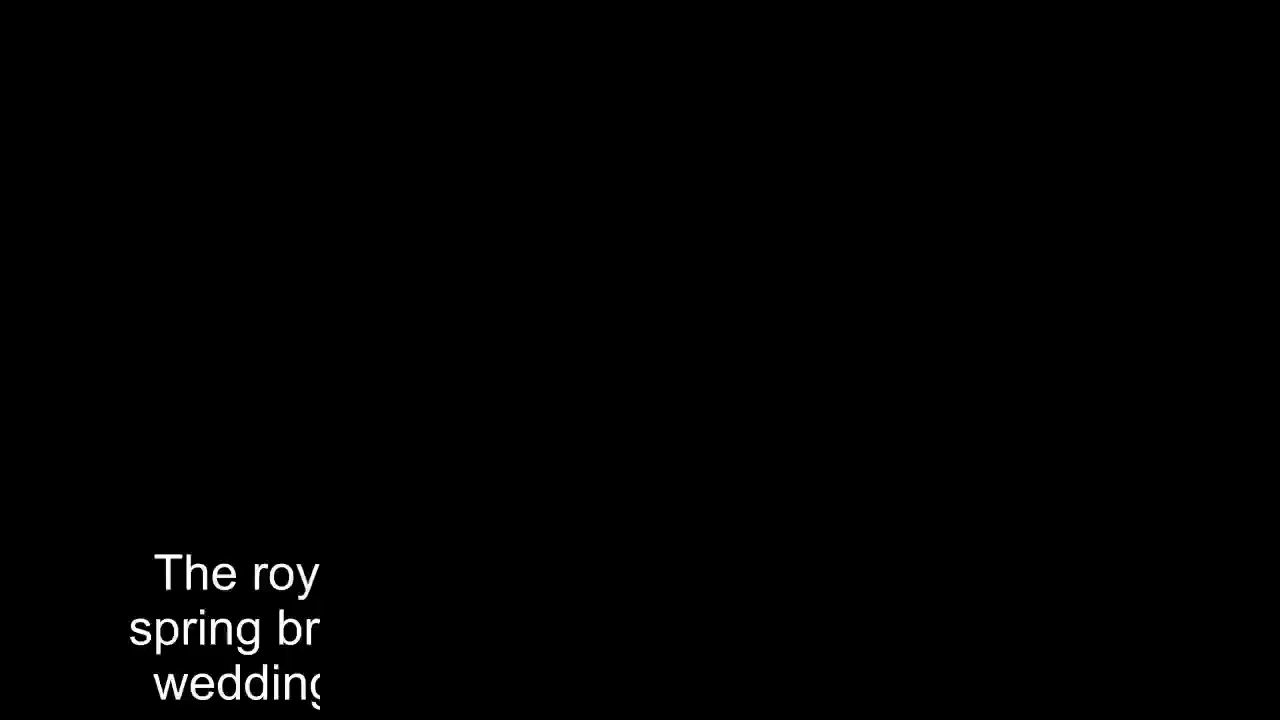 The roy
spring br
wedding